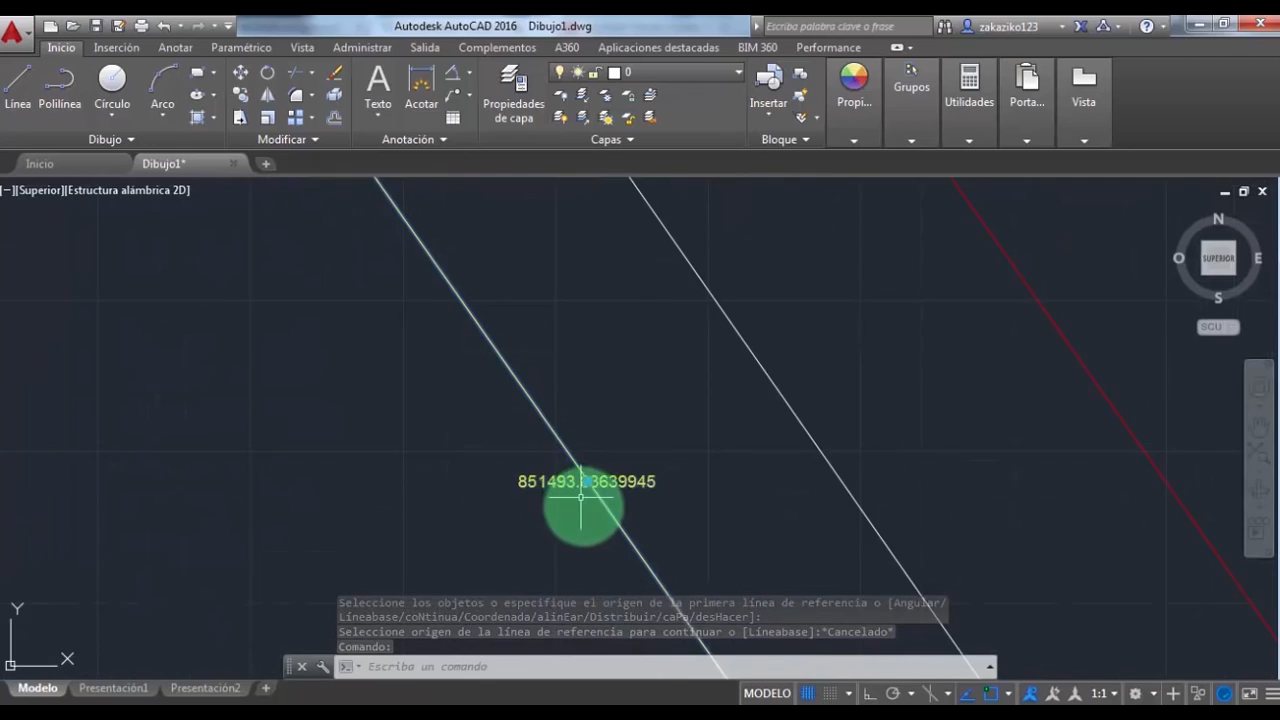 Autodesk AutoCAD 2016 Dibujo1.dwg
Escriba palabra clave o frase
zakaziko123
Inicio Inserción Anotar Paramétrico Vista Administrar Salida Complementos A360 Aplicaciones destacadas BIM 360 Performance
0
Línea Polilínea Círculo Arco Texto Acotar Propiedades de capa Insertar Propi... Grupos Utilidades Porta... Vista
Dibujo Modificar Anotación Capas Bloque
Inicio Dibujo1*
[−][Superior][Estructura alámbrica 2D]
N
O SUPERIOR E
S
SCU
Seleccione los objetos o especifique el origen de la primera línea de referencia o [Angular/
Líneabase/coNtinua/Coordenada/alinEar/Distribuir/caPa/desHacer]:
Seleccione origen de la línea de referencia para continuar o [Líneabase]:*Cancelado*
Comando:
Escriba un comando
Y
X
Modelo Presentación1 Presentación2
MODELO 1:1